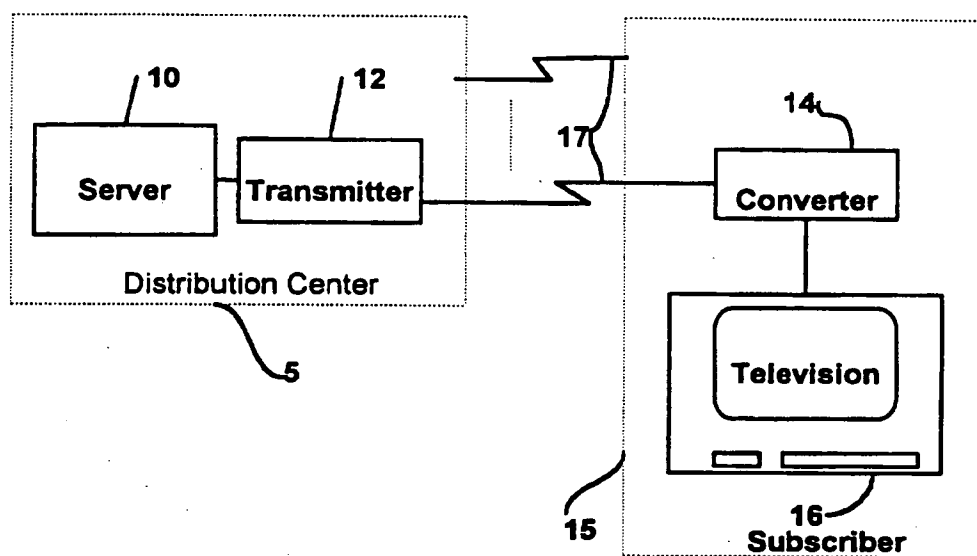 10
12
Server
Transmitter
Distribution Center
5
17
14
Converter
Television
15
16
Subscriber